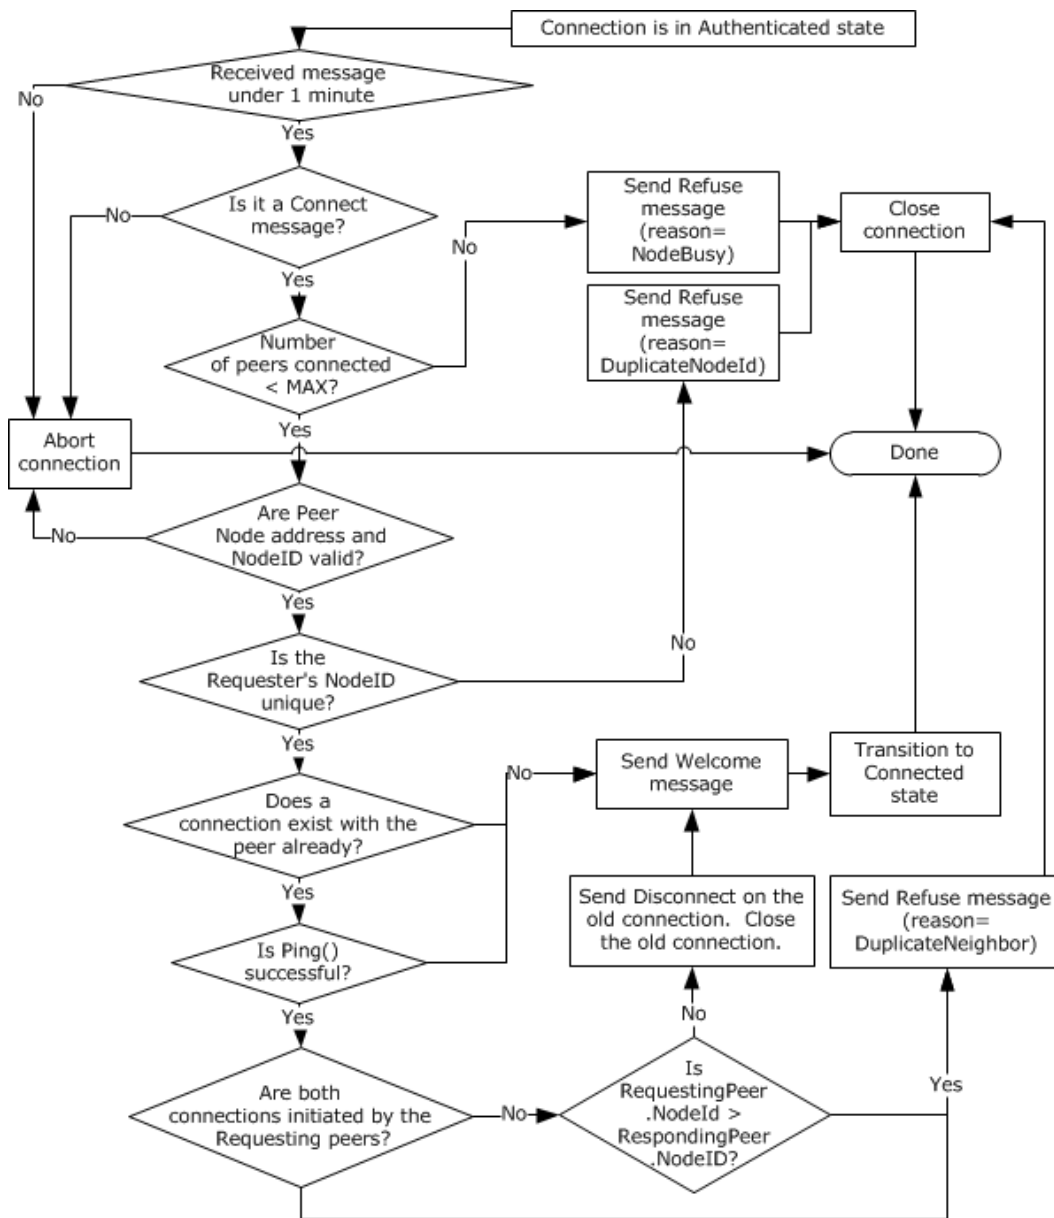 Connection is in Authenticated state
Received message
under 1 minute
No
Yes
Is it a Connect
message?
No
Yes
Send Refuse
message
(reason=
NodeBusy)
Close
connection
No
Send Refuse
message
(reason=
DuplicateNodeId)
Number
of peers connected
< MAX?
Yes
Abort
connection
Done
Are Peer
Node address and
NodeID valid?
No
Yes
Is the
Requester's NodeID
unique?
No
Yes
Does a
connection exist with the
peer already?
No
Send Welcome
message
Transition to
Connected
state
Yes
Is Ping()
successful?
Send Disconnect on the
old connection.  Close
the old connection.
Send Refuse message
(reason=
DuplicateNeighbor)
Yes
No
Are both
connections initiated by the
Requesting peers?
No
Is
RequestingPeer
.NodeId >
RespondingPeer
.NodeID?
Yes